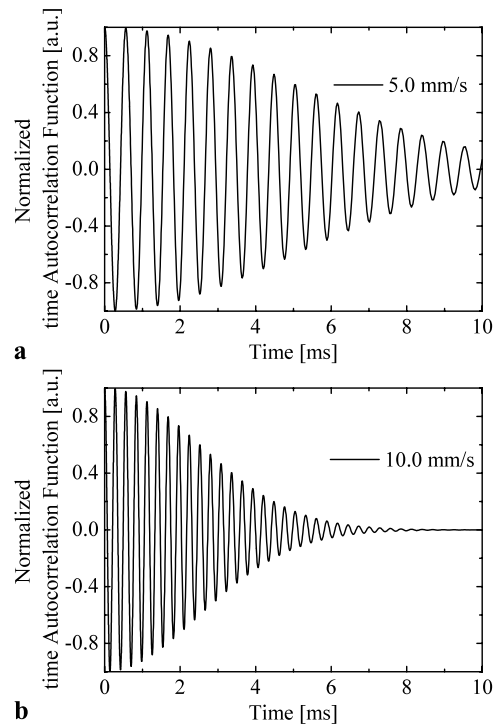 0.8
0.4
0.0
-0.4
-0.8
Normalized
time Autocorrelation Function [a.u.]
5.0 mm/s
0 2 4 6 8 10
Time [ms]
a
0.8
0.4
0.0
-0.4
-0.8
Normalized
time Autocorrelation Function [a.u.]
10.0 mm/s
0 2 4 6 8 10
Time [ms]
b